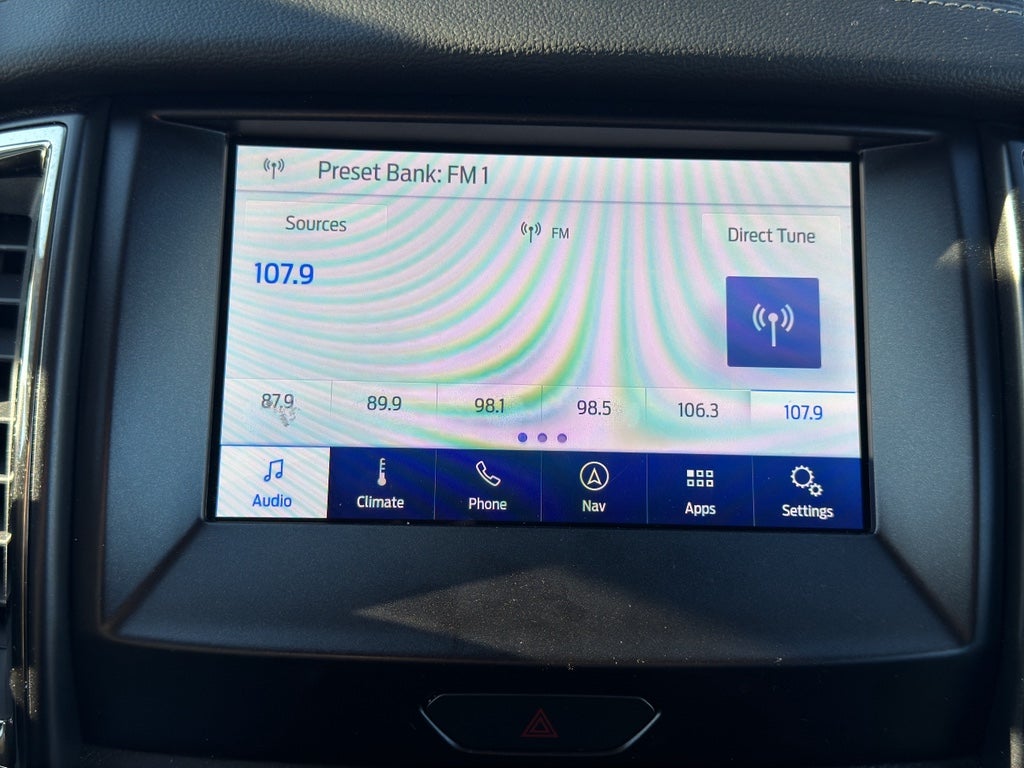 Preset Bank: FM 1
Sources
FM
Direct Tune
107.9
87.9
89.9
98.1
98.5
106.3
107.9
Audio
Climate
Phone
Nav
Apps
Settings